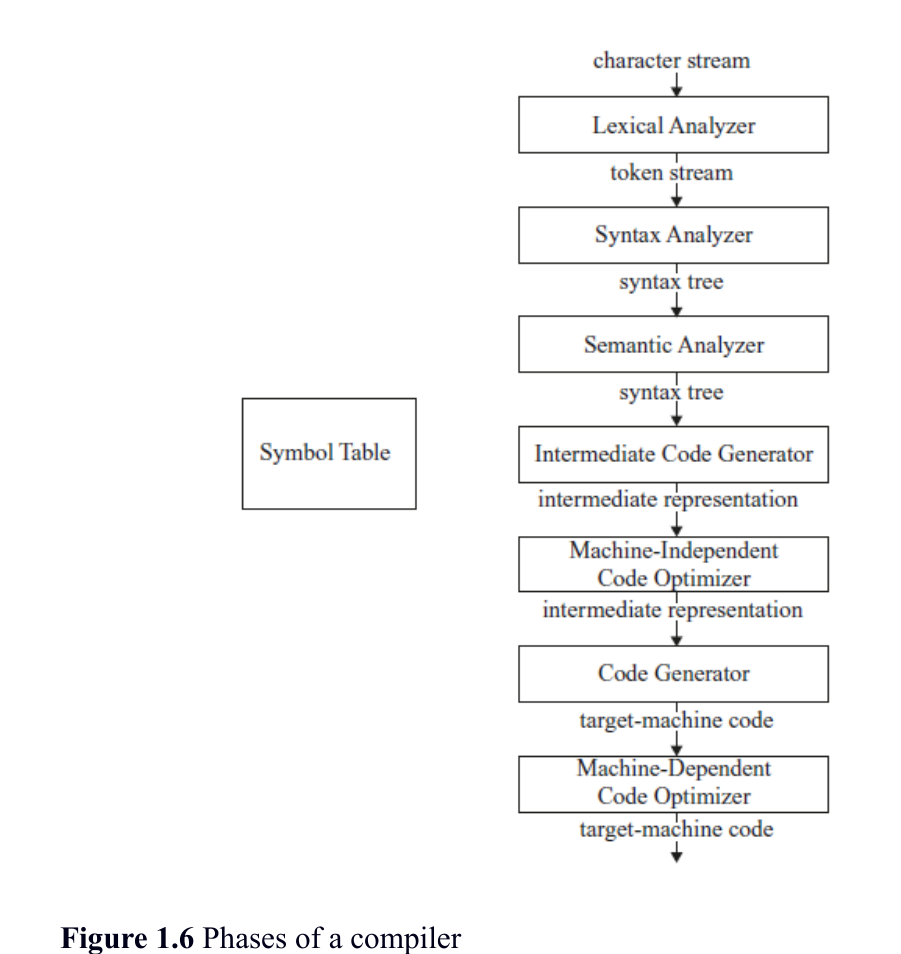 character stream
Lexical Analyzer
token stream
Syntax Analyzer
syntax tree
Semantic Analyzer
syntax tree
Symbol Table
Intermediate Code Generator
intermediate representation
Machine-Independent
Code Optimizer
intermediate representation
Code Generator
target-machine code
Machine-Dependent
Code Optimizer
target-machine code
Figure 1.6 Phases of a compiler